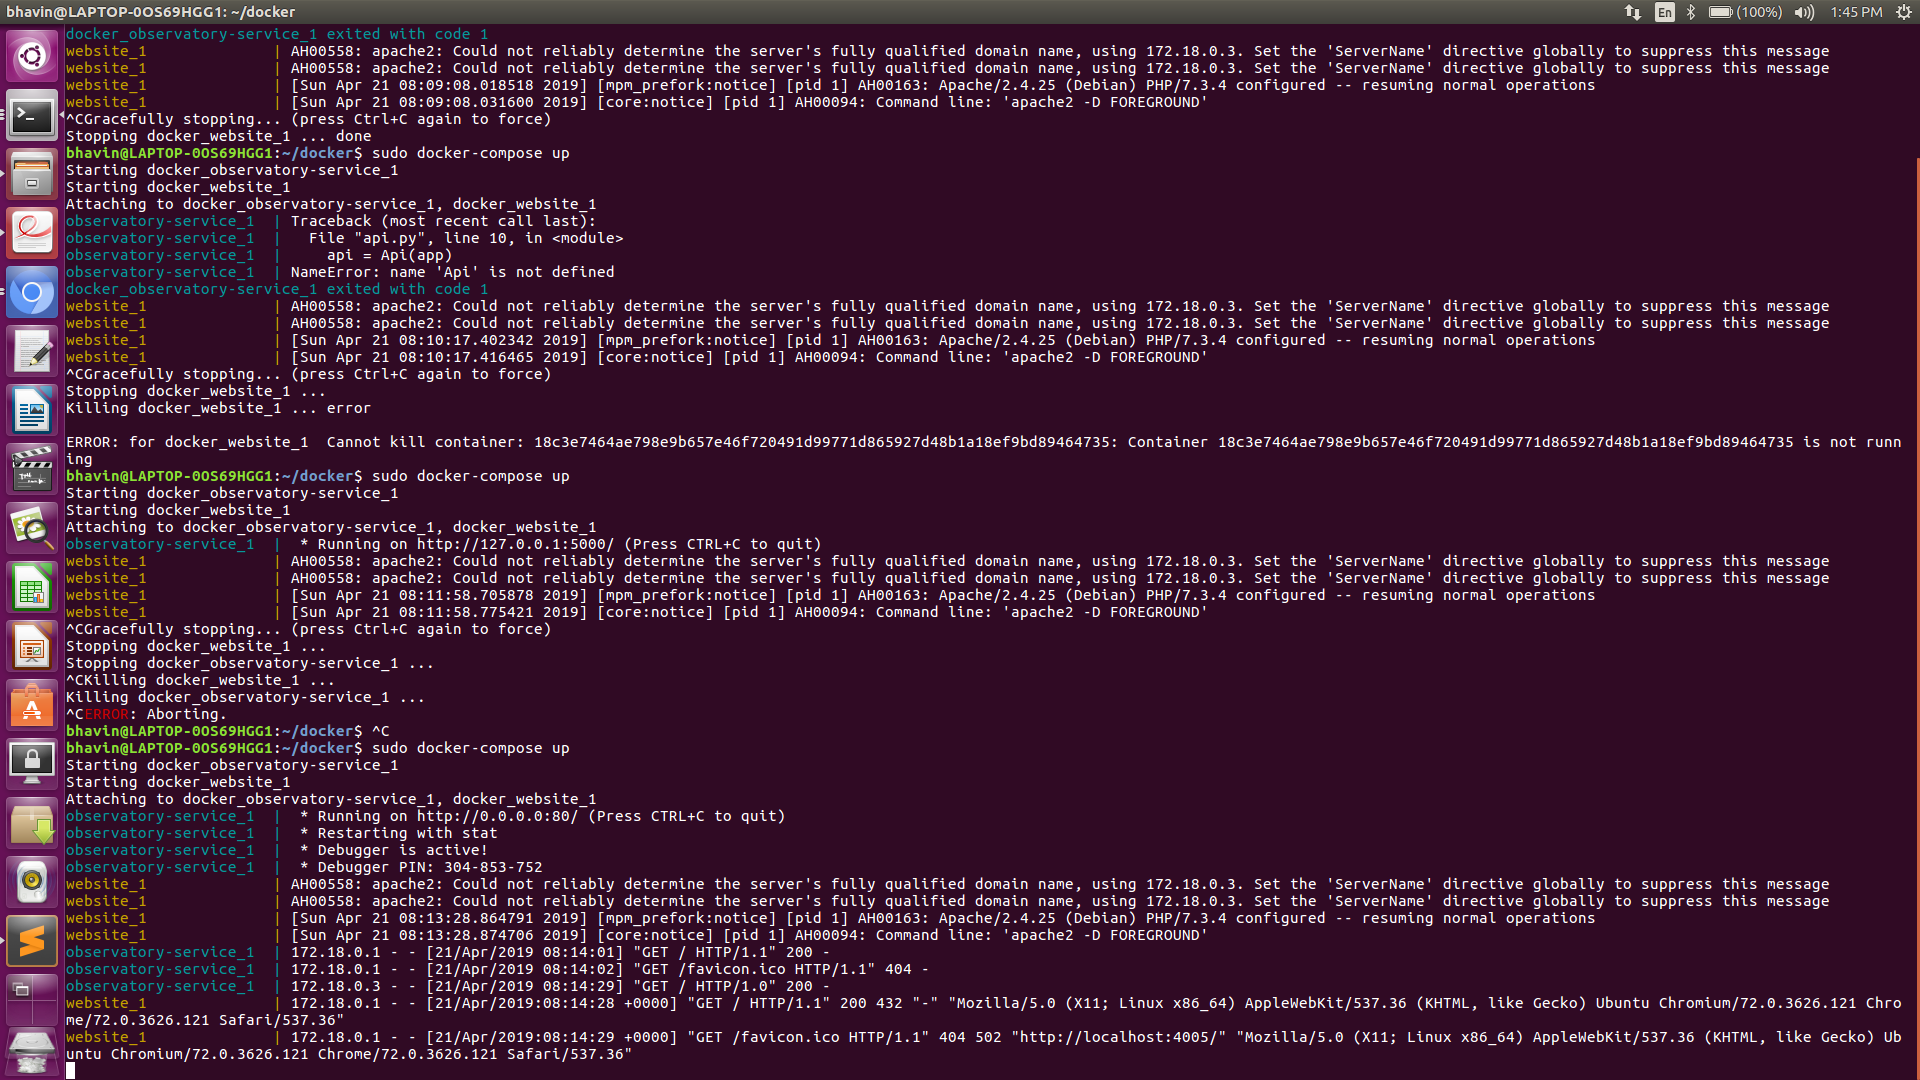 bhavin@LAPTOP-0OS69HGG1: ~/docker
En
(100%)
1:45 PM
docker_observatory-service_1 exited with code 1
website_1              | AH00558: apache2: Could not reliably determine the server's fully qualified domain name, using 172.18.0.3. Set the 'ServerName' directive globally to suppress this message
website_1              | AH00558: apache2: Could not reliably determine the server's fully qualified domain name, using 172.18.0.3. Set the 'ServerName' directive globally to suppress this message
website_1              | [Sun Apr 21 08:09:08.018518 2019] [mpm_prefork:notice] [pid 1] AH00163: Apache/2.4.25 (Debian) PHP/7.3.4 configured -- resuming normal operations
website_1              | [Sun Apr 21 08:09:08.031600 2019] [core:notice] [pid 1] AH00094: Command line: 'apache2 -D FOREGROUND'
^CGracefully stopping... (press Ctrl+C again to force)
Stopping docker_website_1 ... done
bhavin@LAPTOP-0OS69HGG1:~/docker$ sudo docker-compose up
Starting docker_observatory-service_1
Starting docker_website_1
Attaching to docker_observatory-service_1, docker_website_1
observatory-service_1  | Traceback (most recent call last):
observatory-service_1  |   File "api.py", line 10, in <module>
observatory-service_1  |     api = Api(app)
observatory-service_1  | NameError: name 'Api' is not defined
docker_observatory-service_1 exited with code 1
website_1              | AH00558: apache2: Could not reliably determine the server's fully qualified domain name, using 172.18.0.3. Set the 'ServerName' directive globally to suppress this message
website_1              | AH00558: apache2: Could not reliably determine the server's fully qualified domain name, using 172.18.0.3. Set the 'ServerName' directive globally to suppress this message
website_1              | [Sun Apr 21 08:10:17.402342 2019] [mpm_prefork:notice] [pid 1] AH00163: Apache/2.4.25 (Debian) PHP/7.3.4 configured -- resuming normal operations
website_1              | [Sun Apr 21 08:10:17.416465 2019] [core:notice] [pid 1] AH00094: Command line: 'apache2 -D FOREGROUND'
^CGracefully stopping... (press Ctrl+C again to force)
Stopping docker_website_1 ...
Killing docker_website_1 ... error
ERROR: for docker_website_1  Cannot kill container: 18c3e7464ae798e9b657e46f720491d99771d865927d48b1a18ef9bd89464735: Container 18c3e7464ae798e9b657e46f720491d99771d865927d48b1a18ef9bd89464735 is not runn
ing
bhavin@LAPTOP-0OS69HGG1:~/docker$ sudo docker-compose up
Starting docker_observatory-service_1
Starting docker_website_1
Attaching to docker_observatory-service_1, docker_website_1
observatory-service_1  |  * Running on http://127.0.0.1:5000/ (Press CTRL+C to quit)
website_1              | AH00558: apache2: Could not reliably determine the server's fully qualified domain name, using 172.18.0.3. Set the 'ServerName' directive globally to suppress this message
website_1              | AH00558: apache2: Could not reliably determine the server's fully qualified domain name, using 172.18.0.3. Set the 'ServerName' directive globally to suppress this message
website_1              | [Sun Apr 21 08:11:58.705878 2019] [mpm_prefork:notice] [pid 1] AH00163: Apache/2.4.25 (Debian) PHP/7.3.4 configured -- resuming normal operations
website_1              | [Sun Apr 21 08:11:58.775421 2019] [core:notice] [pid 1] AH00094: Command line: 'apache2 -D FOREGROUND'
^CGracefully stopping... (press Ctrl+C again to force)
Stopping docker_website_1 ...
Stopping docker_observatory-service_1 ...
^CKilling docker_website_1 ...
Killing docker_observatory-service_1 ...
^CERROR: Aborting.
bhavin@LAPTOP-0OS69HGG1:~/docker$ ^C
bhavin@LAPTOP-0OS69HGG1:~/docker$ sudo docker-compose up
Starting docker_observatory-service_1
Starting docker_website_1
Attaching to docker_observatory-service_1, docker_website_1
observatory-service_1  |  * Running on http://0.0.0.0:80/ (Press CTRL+C to quit)
observatory-service_1  |  * Restarting with stat
observatory-service_1  |  * Debugger is active!
observatory-service_1  |  * Debugger PIN: 304-853-752
website_1              | AH00558: apache2: Could not reliably determine the server's fully qualified domain name, using 172.18.0.3. Set the 'ServerName' directive globally to suppress this message
website_1              | AH00558: apache2: Could not reliably determine the server's fully qualified domain name, using 172.18.0.3. Set the 'ServerName' directive globally to suppress this message
website_1              | [Sun Apr 21 08:13:28.864791 2019] [mpm_prefork:notice] [pid 1] AH00163: Apache/2.4.25 (Debian) PHP/7.3.4 configured -- resuming normal operations
website_1              | [Sun Apr 21 08:13:28.874706 2019] [core:notice] [pid 1] AH00094: Command line: 'apache2 -D FOREGROUND'
observatory-service_1  | 172.18.0.1 - - [21/Apr/2019 08:14:01] "GET / HTTP/1.1" 200 -
observatory-service_1  | 172.18.0.1 - - [21/Apr/2019 08:14:02] "GET /favicon.ico HTTP/1.1" 404 -
observatory-service_1  | 172.18.0.3 - - [21/Apr/2019 08:14:29] "GET / HTTP/1.0" 200 -
website_1              | 172.18.0.1 - - [21/Apr/2019:08:14:28 +0000] "GET / HTTP/1.1" 200 432 "-" "Mozilla/5.0 (X11; Linux x86_64) AppleWebKit/537.36 (KHTML, like Gecko) Ubuntu Chromium/72.0.3626.121 Chro
me/72.0.3626.121 Safari/537.36"
website_1              | 172.18.0.1 - - [21/Apr/2019:08:14:29 +0000] "GET /favicon.ico HTTP/1.1" 404 502 "http://localhost:4005/" "Mozilla/5.0 (X11; Linux x86_64) AppleWebKit/537.36 (KHTML, like Gecko) Ub
untu Chromium/72.0.3626.121 Chrome/72.0.3626.121 Safari/537.36"